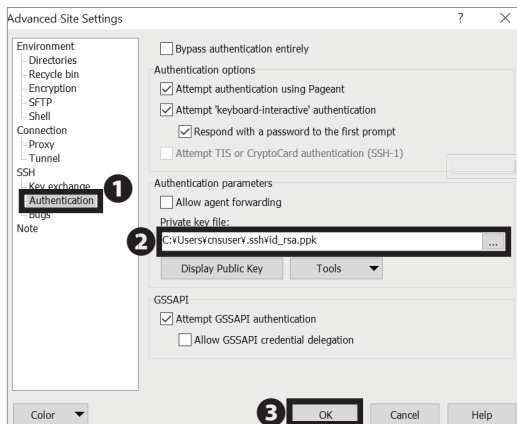 Advanced Site Settings ? ×
Environment
Directories
Recycle bin
Encryption
SFTP
Shell
Connection
Proxy
Tunnel
SSH
Key exchange
Authentication
Bugs
Note
1
Bypass authentication entirely
Authentication options
Attempt authentication using Pageant
Attempt 'keyboard-interactive' authentication
Respond with a password to the first prompt
Attempt TIS or CryptoCard authentication (SSH-1)
Authentication parameters
Allow agent forwarding
Private key file:
2
C:¥Users¥cnsuser¥.ssh¥id_rsa.ppk ...
Display Public Key Tools
GSSAPI
Attempt GSSAPI authentication
Allow GSSAPI credential delegation
Color 3 OK Cancel Help